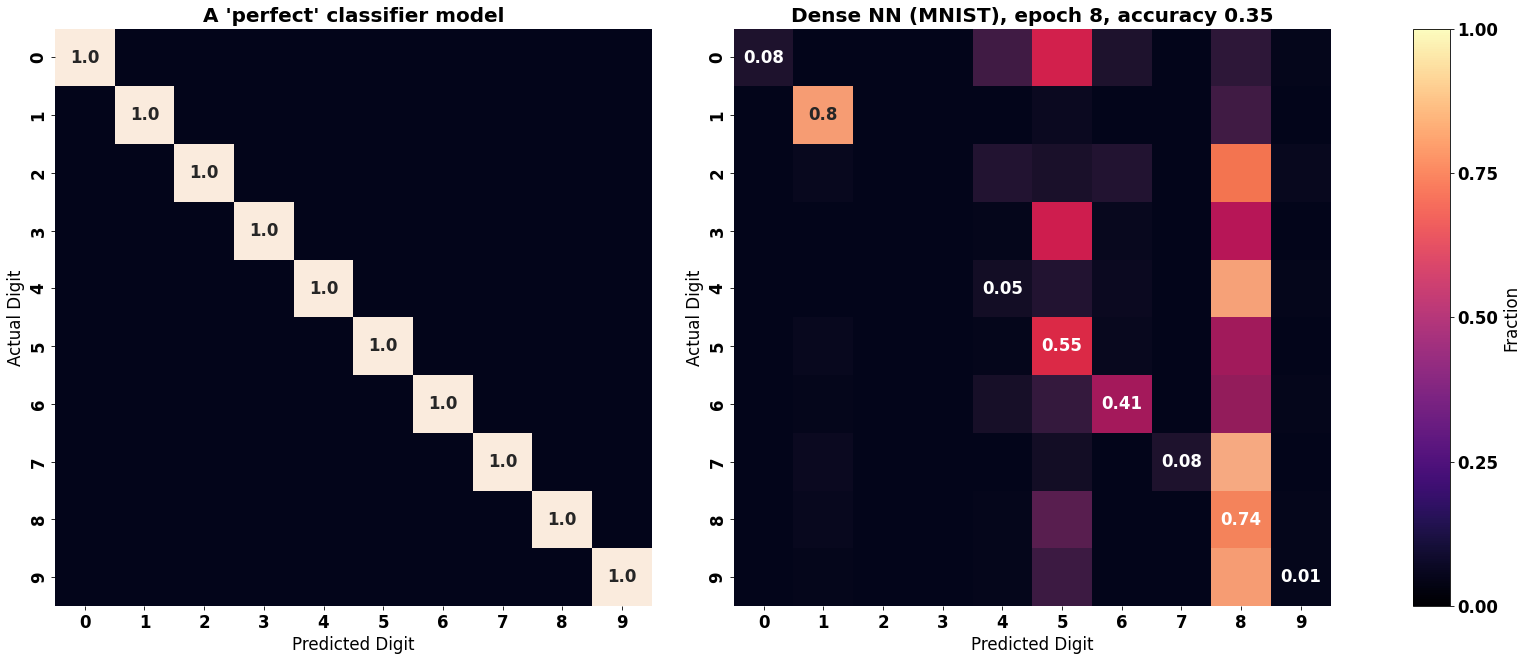 A 'perfect' classifier model
Actual Digit
0 1.0
1 1.0
2 1.0
3 1.0
4 1.0
5 1.0
6 1.0
7 1.0
8 1.0
9 1.0
0 1 2 3 4 5 6 7 8 9
Predicted Digit
Dense NN (MNIST), epoch 8, accuracy 0.35
Actual Digit
0 0.08
1 0.8
2
3
4 0.05
5 0.55
6 0.41
7 0.08
8 0.74
9 0.01
0 1 2 3 4 5 6 7 8 9
Predicted Digit
1.00
0.75
0.50
0.25
0.00
Fraction